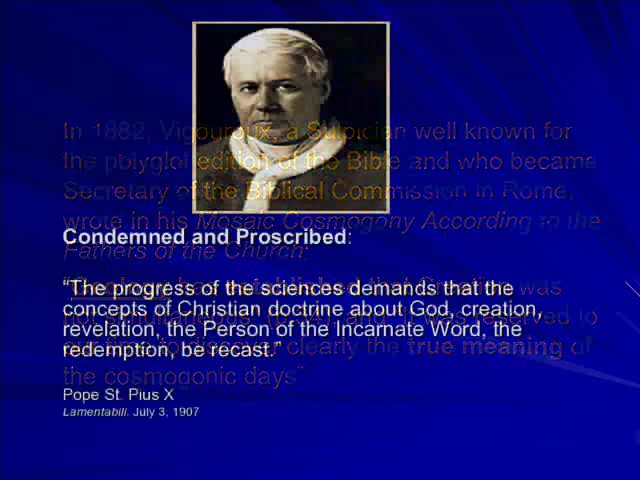 In 1882, Vigouroux, a Sulpician well known for
the polyglot edition of the Bible and who became
Secretary of the Biblical Commission in Rome,
wrote in his Mosaic Cosmogony According to the
Fathers of the Church:
Condemned and Proscribed:
"The progress of the sciences demands that the
concepts of Christian doctrine about God, creation,
revelation, the Person of the Incarnate Word, the
redemption, be recast."
clearly the true meaning of
the cosmogonic days"
Pope St. Pius X
Lamentabili. July 3, 1907